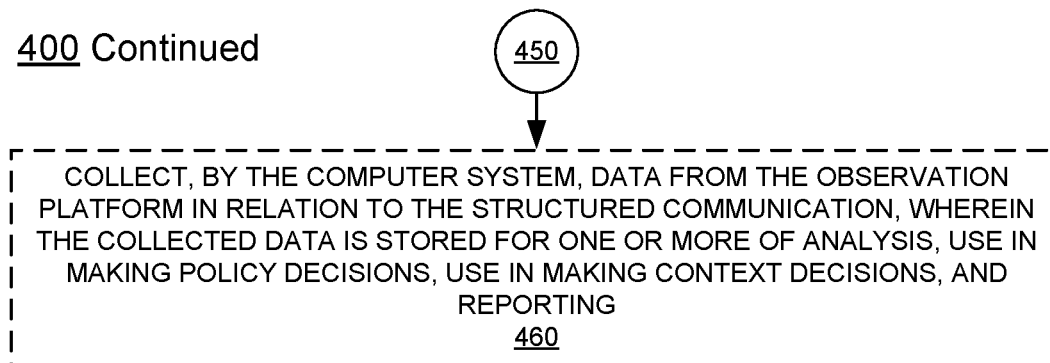 400 Continued
450
COLLECT, BY THE COMPUTER SYSTEM, DATA FROM THE OBSERVATION
PLATFORM IN RELATION TO THE STRUCTURED COMMUNICATION, WHEREIN
THE COLLECTED DATA IS STORED FOR ONE OR MORE OF ANALYSIS, USE IN
MAKING POLICY DECISIONS, USE IN MAKING CONTEXT DECISIONS, AND
REPORTING
460